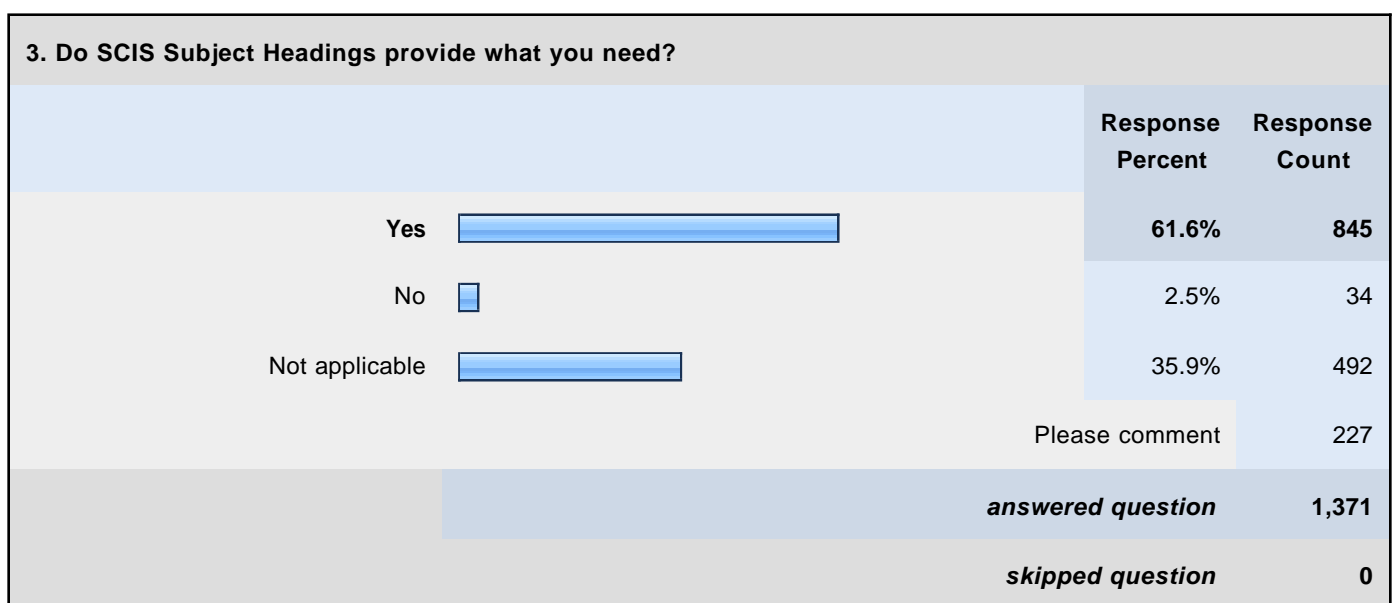 3. Do SCIS Subject Headings provide what you need?
Response Percent
Response Count
Yes 61.6% 845
No 2.5% 34
Not applicable 35.9% 492
Please comment 227
answered question 1,371
skipped question 0